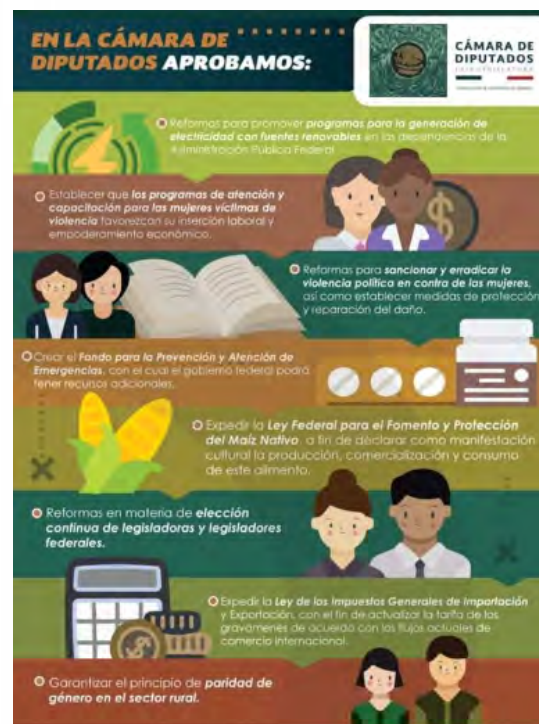 EN LA CÁMARA DE
DIPUTADOS APROBAMOS:
CÁMARA DE
DIPUTADOS
Reformas para promover programas para la generación de
electricidad con fuentes renovables en las dependencias de la
Administración Pública Federal.
Establecer que los programas de atención y
capacitación para las mujeres víctimas de
violencia favorezcan su inserción laboral y
empoderamiento económico.
Reformas para sancionar y erradicar la
violencia política en contra de las mujeres,
así como establecer medidas de protección
y reparación del daño.
Crear el Fondo para la Prevención y Atención de
Emergencias, con el cual el gobierno federal podrá
tener recursos adicionales.
Expedir la Ley Federal para el Fomento y Protección
del Maíz Nativo a fin de declarar como manifestación
cultural la producción, comercialización y consumo
de este alimento.
Reformas en materia de elección
continua de legisladoras y legisladores
federales.
Expedir la Ley de los Impuestos Generales de Importación
y Exportación, con el fin de actualizar la tarifa de los
gravámenes de acuerdo con los flujos actuales de
comercio internacional.
Garantizar el principio de paridad de
género en el sector rural.